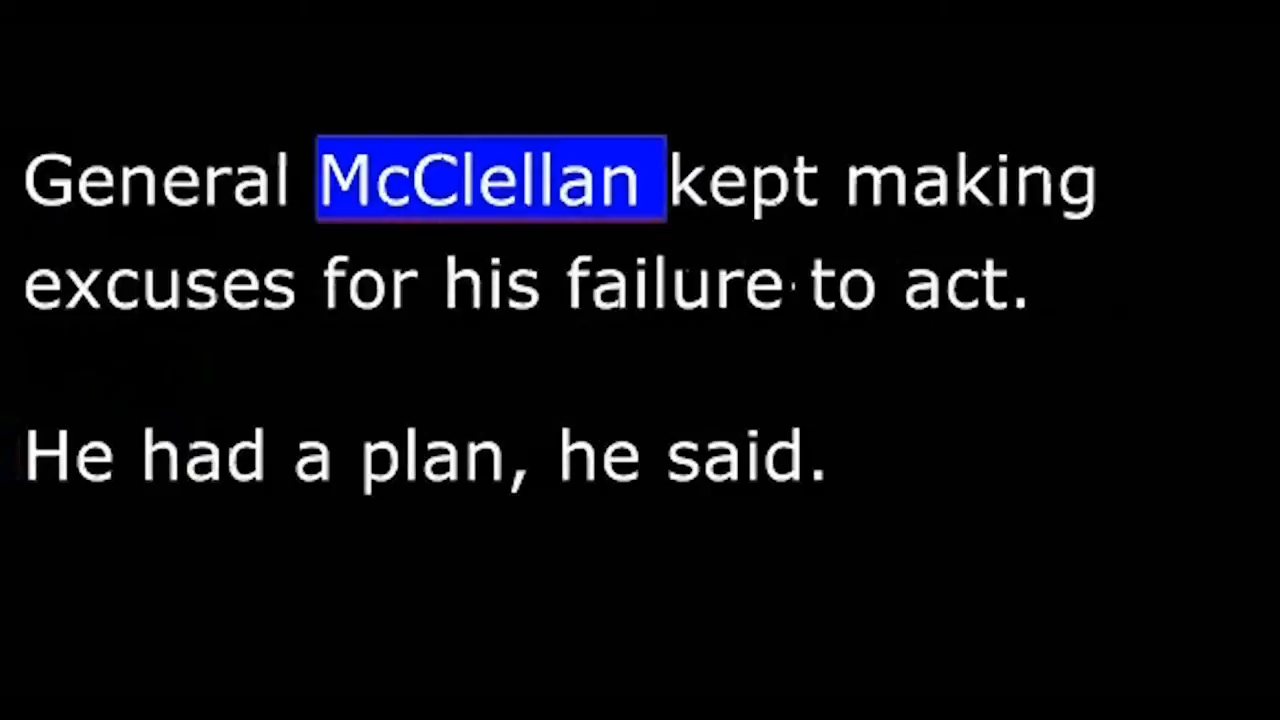 General McClellan kept making
excuses for his failure to act.
He had a plan, he said.